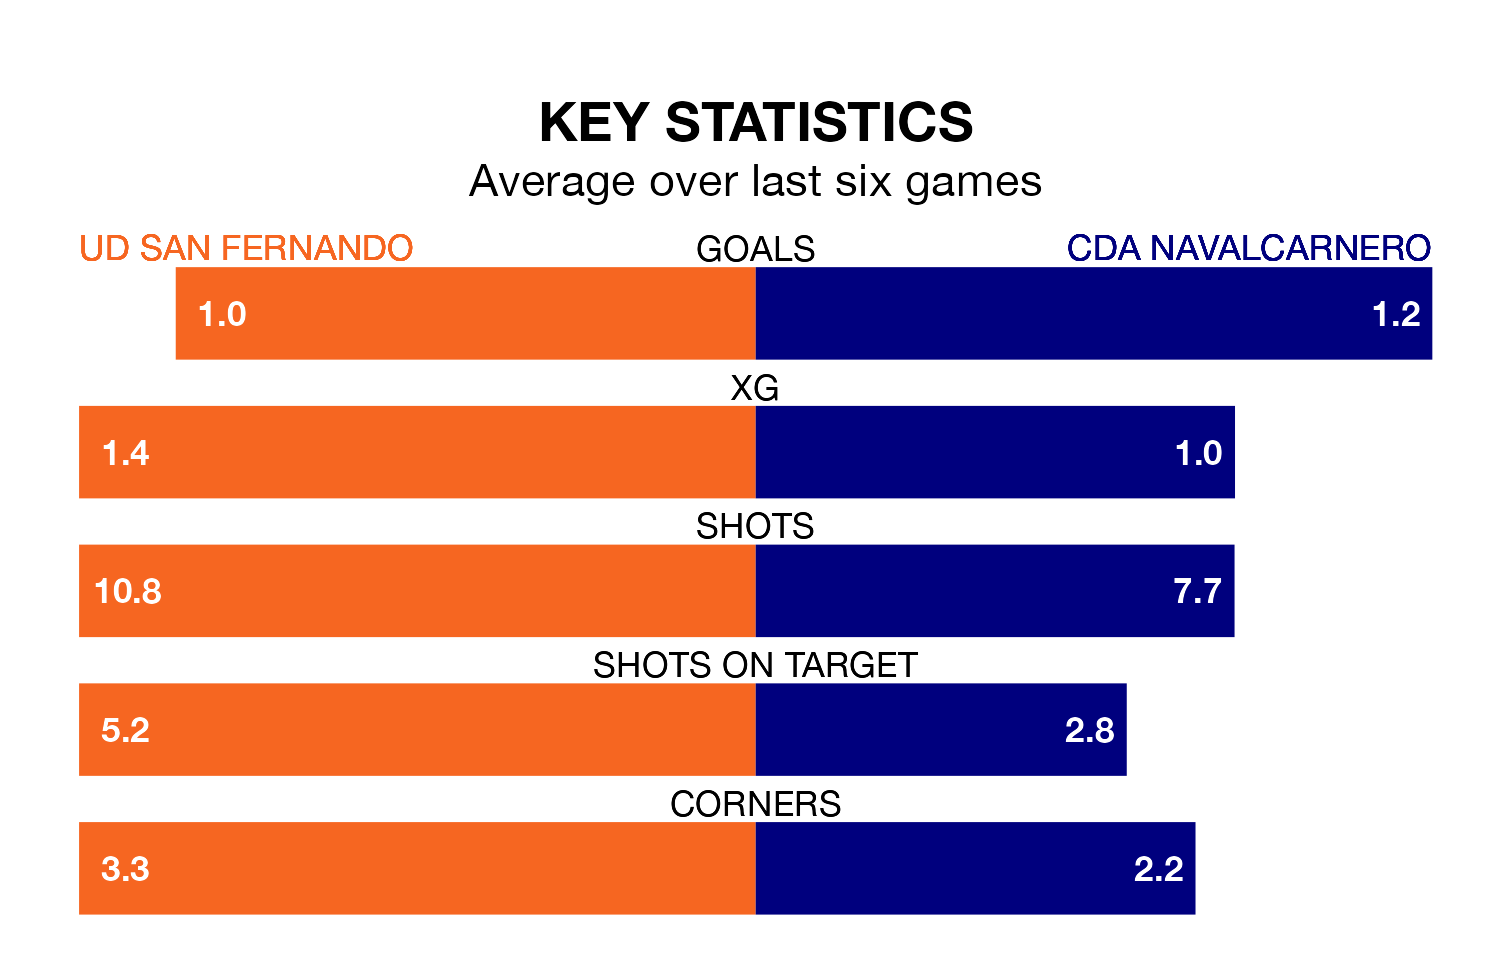 KEY STATISTICS
Average over last six games
UD SAN FERNANDO GOALS CDA NAVALCARNERO
1.0 1.2
XG
1.4 1.0
SHOTS
10.8 7.7
SHOTS ON TARGET
5.2 2.8
CORNERS
3.3 2.2